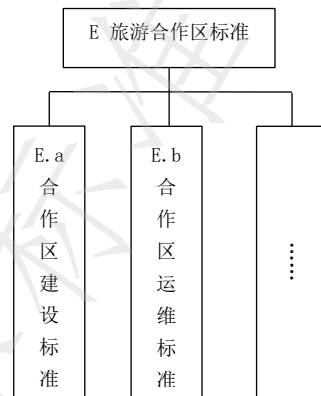 E 旅游合作区标准
E.a
合
作
区
建
设
标
准
E.b
合
作
区
运
维
标
准
……